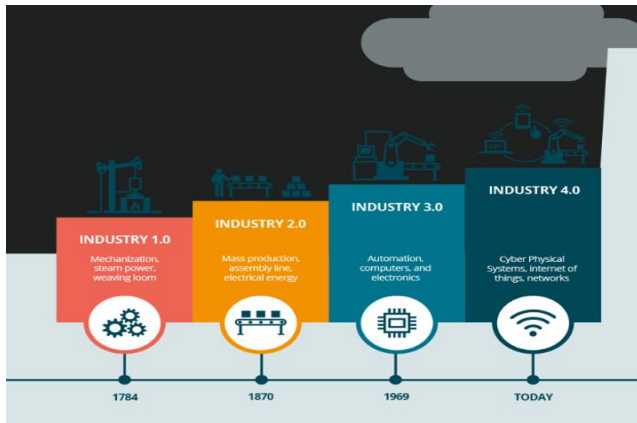 INDUSTRY 1.0
Mechanization,
steam power,
weaving loom
INDUSTRY 2.0
Mass production,
assembly line,
electrical energy
INDUSTRY 3.0
Automation,
computers, and
electronics
INDUSTRY 4.0
Cyber Physical
Systems, internet of
things, networks
1784
1870
1969
TODAY